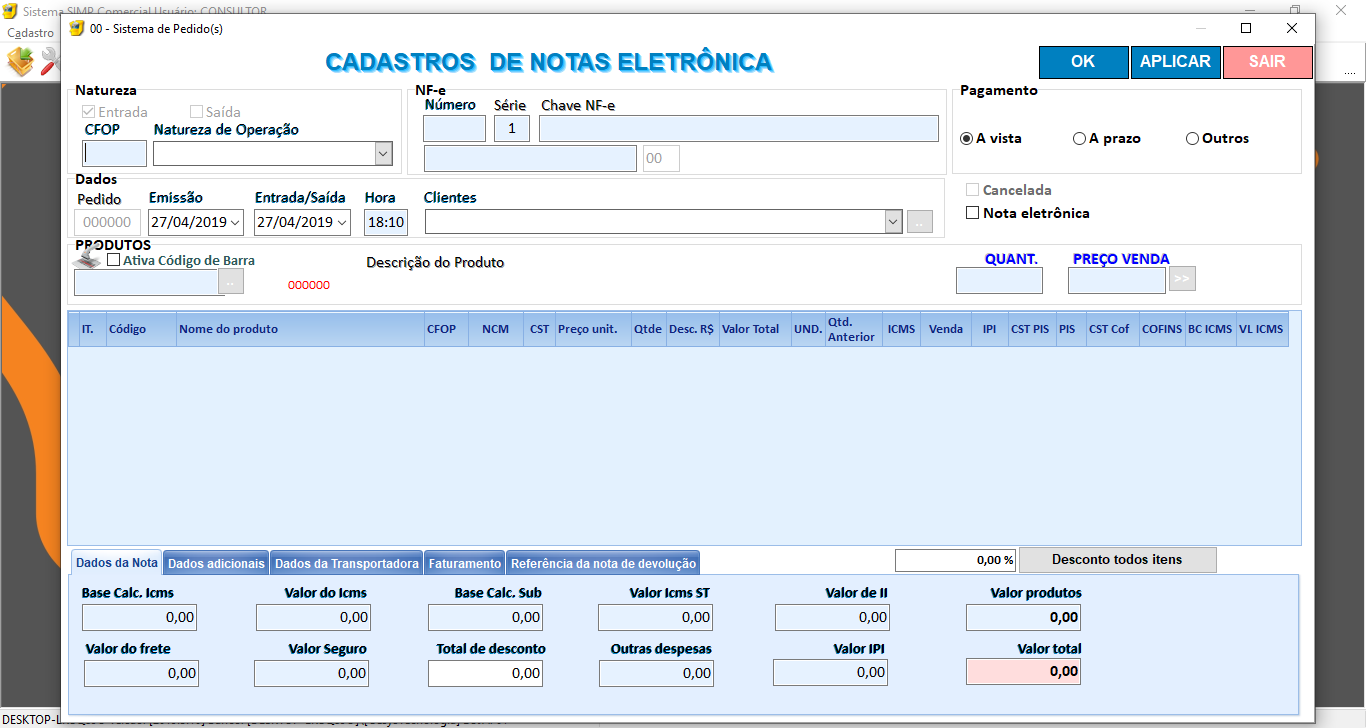 Sistema SIMP Comercial Usuário: CONSULTOR
Cadastro
00 - Sistema de Pedido(s)
CADASTROS DE NOTAS ELETRÔNICA
OK APLICAR SAIR
....
Natureza
Entrada Saída
CFOP Natureza de Operação
NF-e
Número Série Chave NF-e
1
00
Pagamento
A vista A prazo Outros
Cancelada
Nota eletrônica
Dados
Pedido Emissão Entrada/Saída Hora Clientes
000000 27/04/2019 27/04/2019 18:10 ..
PRODUTOS
Ativa Código de Barra Descrição do Produto QUANT. PREÇO VENDA
.. 000000 >>
IT. Código Nome do produto CFOP NCM CST Preço unit. Qtde Desc. R$ Valor Total UND. Qtd. Anterior ICMS Venda IPI CST PIS PIS CST Cof COFINS BC ICMS VL ICMS
Dados da Nota Dados adicionais Dados da Transportadora Faturamento Referência da nota de devolução 0,00 % Desconto todos itens
Base Calc. Icms Valor do Icms Base Calc. Sub Valor Icms ST Valor de II Valor produtos
0,00 0,00 0,00 0,00 0,00 0,00
Valor do frete Valor Seguro Total de desconto Outras despesas Valor IPI Valor total
0,00 0,00 0,00 0,00 0,00 0,00